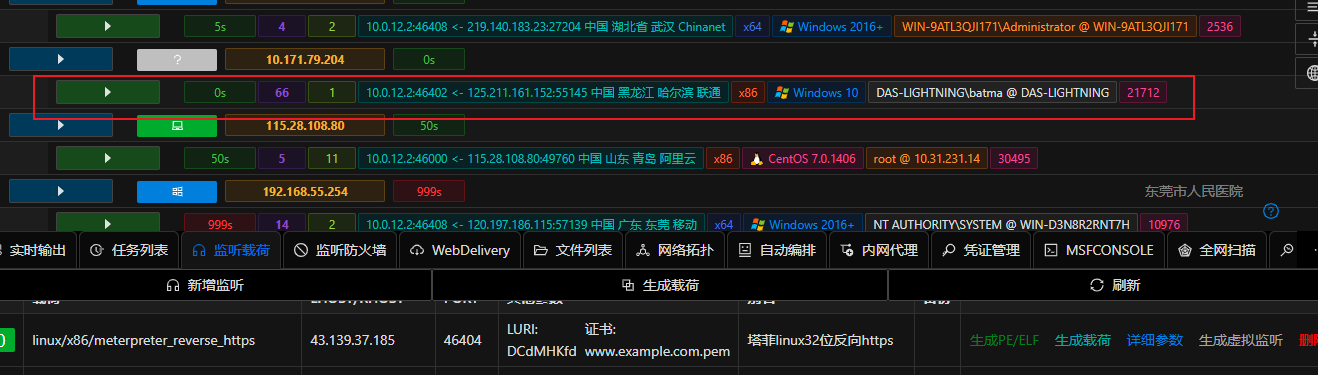 5s 4 2 10.0.12.2:46408 <- 219.140.183.23:27204 中国 湖北省 武汉 Chinanet x64 Windows 2016+ WIN-9ATL3QJI171\Administrator @ WIN-9ATL3QJI171 2536
? 10.171.79.204 0s
0s 66 1 10.0.12.2:46402 <- 125.211.161.152:55145 中国 黑龙江 哈尔滨 联通 x86 Windows 10 DAS-LIGHTNING\batma @ DAS-LIGHTNING 21712
115.28.108.80 50s
50s 5 11 10.0.12.2:46000 <- 115.28.108.80:49760 中国 山东 青岛 阿里云 x86 CentOS 7.0.1406 root @ 10.31.231.14 30495
192.168.55.254 999s 东莞市人民医院
999s 14 2 10.0.12.2:46408 <- 120.197.186.115:57139 中国 广东 东莞 移动 x64 Windows 2016+ NT AUTHORITY\SYSTEM @ WIN-D3N8R2RNT7H 10976
实时输出 任务列表 监听载荷 监听防火墙 WebDelivery 文件列表 网络拓扑 自动编排 内网代理 凭证管理 MSFCONSOLE 全网扫描
新增监听 生成载荷 刷新
linux/x86/meterpreter_reverse_https 43.139.37.185 46404 LURI: 证书: 塔菲linux32位反向https 生成PE/ELF 生成载荷 详细参数 生成虚拟监听
DCdMHKfd www.example.com.pem